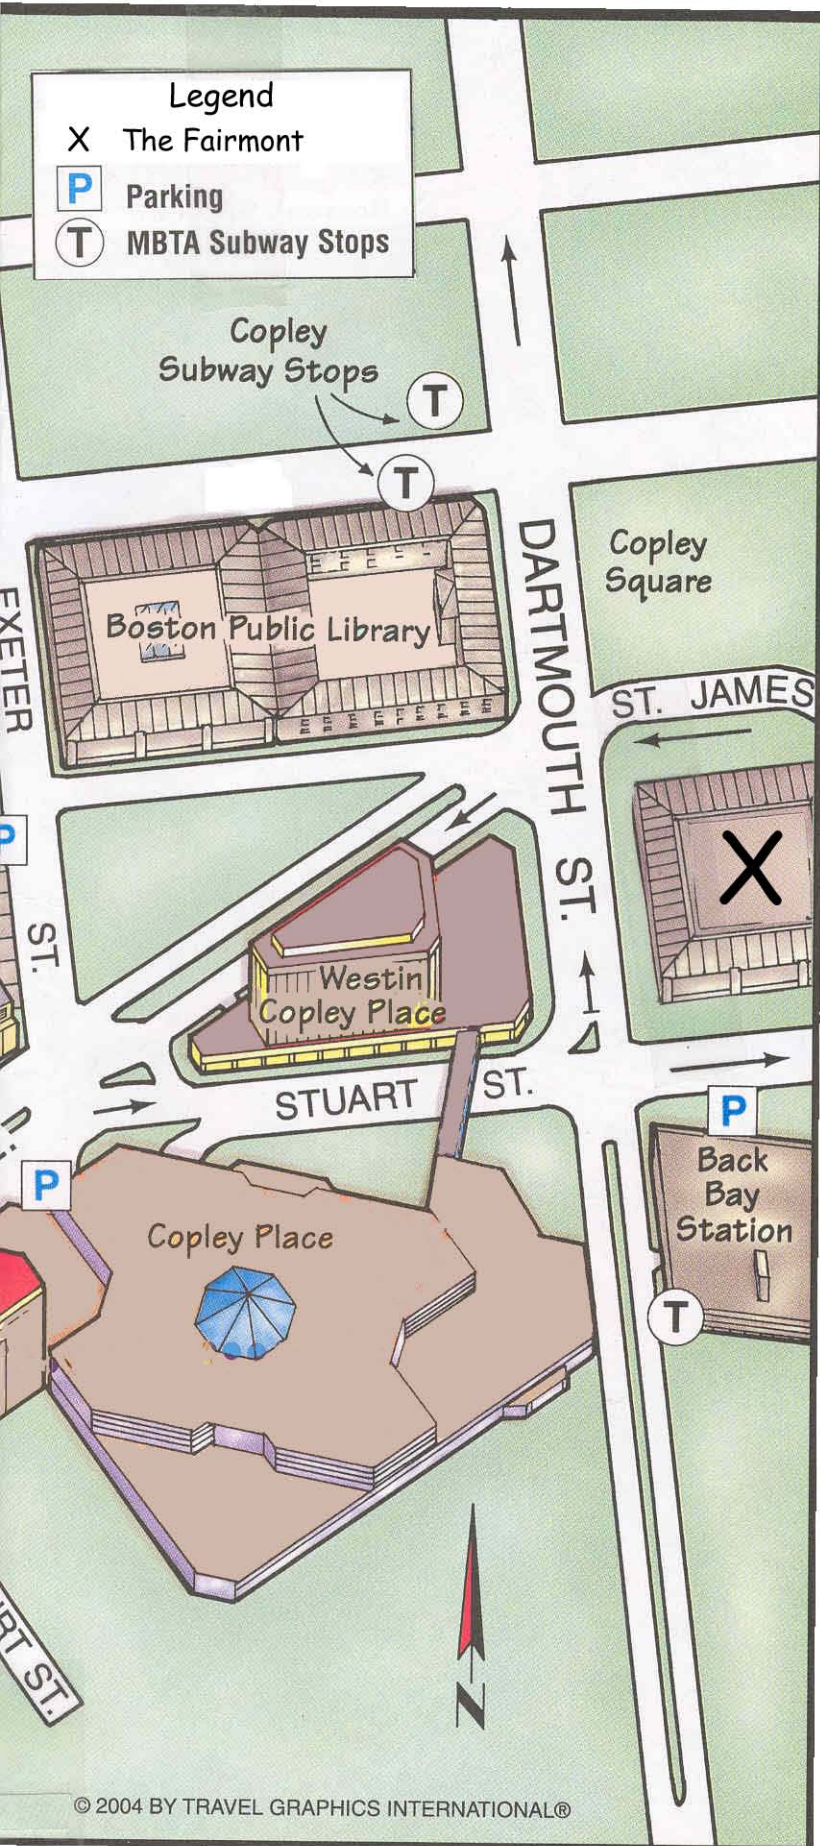 Legend
X The Fairmont
P Parking
T MBTA Subway Stops
Copley
Subway Stops
T
T
DARTMOUTH ST.
Copley
Square
Boston Public Library
EXETER ST.
ST. JAMES
P
X
Westin
Copley Place
STUART ST.
P
Back
Bay
Station
P
Copley Place
T
N
ST.
© 2004 BY TRAVEL GRAPHICS INTERNATIONAL®